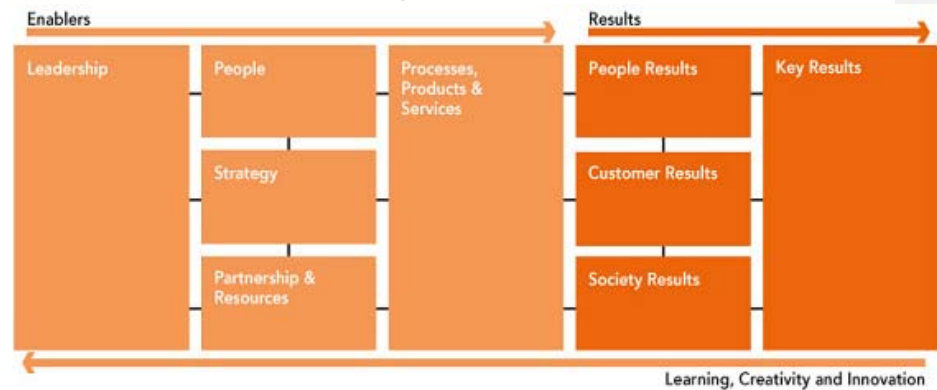 Enablers
Results
Leadership
People
Processes,
Products &
Services
People Results
Key Results
Strategy
Customer Results
Partnership &
Resources
Society Results
Learning, Creativity and Innovation